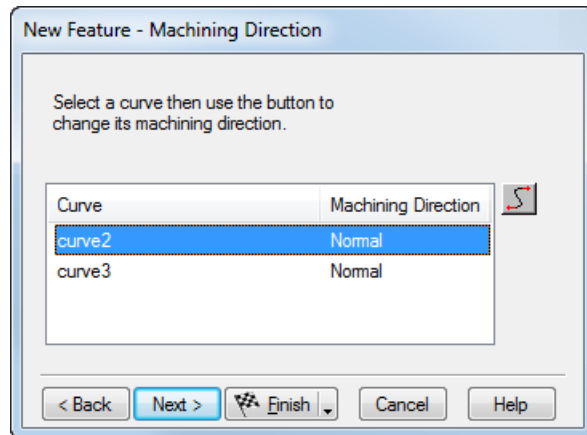 New Feature - Machining Direction
Select a curve then use the button to
change its machining direction.
Curve Machining Direction
curve2 Normal
curve3 Normal
< Back Next > Finish Cancel Help